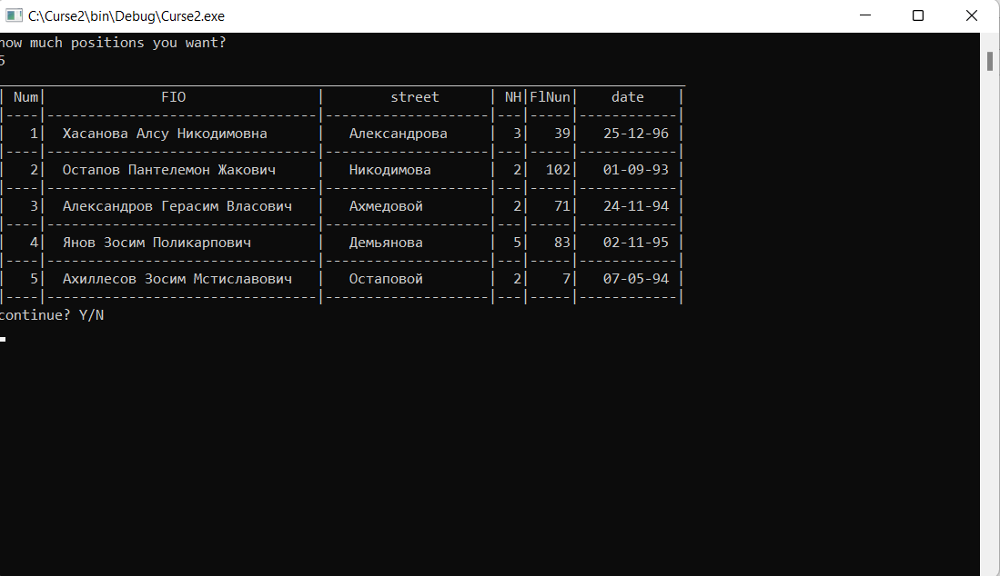 C:\Curse2\bin\Debug\Curse2.exe
how much positions you want?
5
| Num| FIO | street | NH|FlNun| date |
|----|---------------------------------|--------------------|---|-----|------------|
| 1| Хасанова Алсу Никодимовна | Александрова | 3| 39| 25-12-96 |
|----|---------------------------------|--------------------|---|-----|------------|
| 2| Остапов Пантелемон Жакович | Никодимова | 2| 102| 01-09-93 |
|----|---------------------------------|--------------------|---|-----|------------|
| 3| Александров Герасим Власович | Ахмедовой | 2| 71| 24-11-94 |
|----|---------------------------------|--------------------|---|-----|------------|
| 4| Янов Зосим Поликарпович | Демьянова | 5| 83| 02-11-95 |
|----|---------------------------------|--------------------|---|-----|------------|
| 5| Ахиллесов Зосим Мстиславович | Остаповой | 2| 7| 07-05-94 |
|----|---------------------------------|--------------------|---|-----|------------|
continue? Y/N